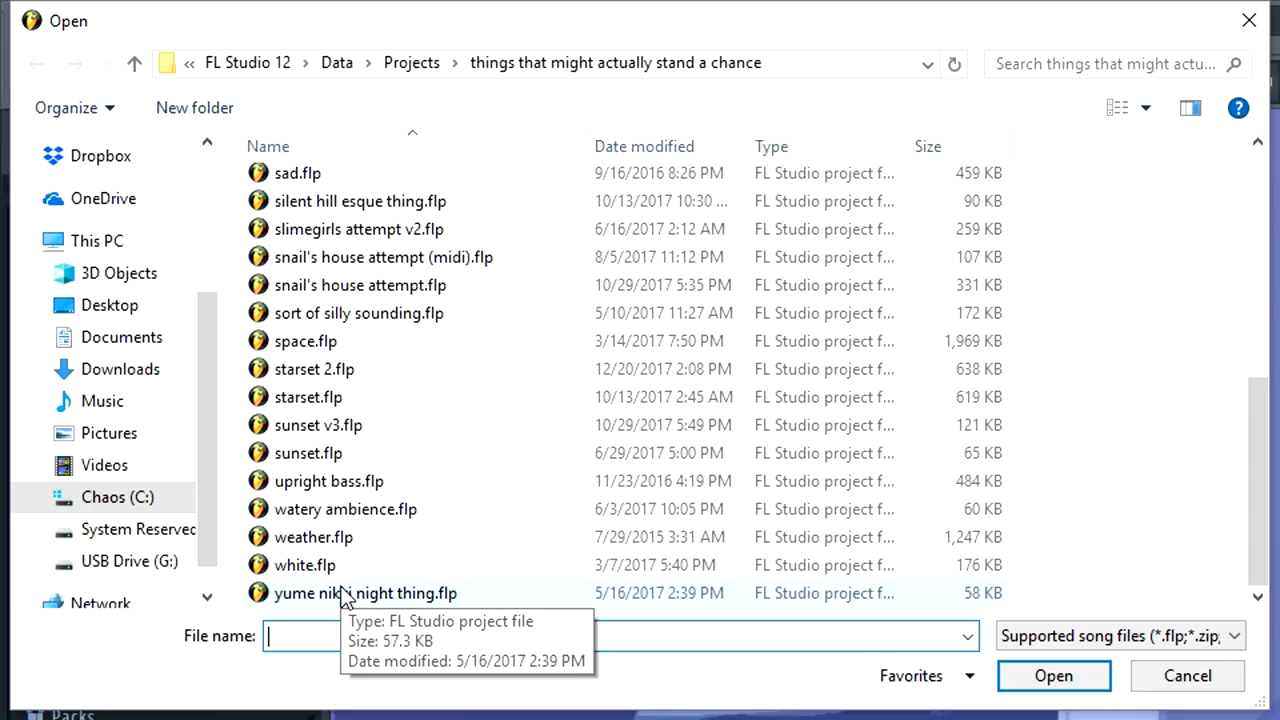 Open
« FL Studio 12 › Data › Projects › things that might actually stand a chance
Search things that might actu...
Organize
New folder
Dropbox
OneDrive
This PC
3D Objects
Desktop
Documents
Downloads
Music
Pictures
Videos
Chaos (C:)
System Reserved
USB Drive (G:)
Network
Name Date modified Type Size
sad.flp 9/16/2016 8:26 PM FL Studio project f... 459 KB
silent hill esque thing.flp 10/13/2017 10:30 ... FL Studio project f... 90 KB
slimegirls attempt v2.flp 6/16/2017 2:12 AM FL Studio project f... 259 KB
snail's house attempt (midi).flp 8/5/2017 11:12 PM FL Studio project f... 107 KB
snail's house attempt.flp 10/29/2017 5:35 PM FL Studio project f... 331 KB
sort of silly sounding.flp 5/10/2017 11:27 AM FL Studio project f... 172 KB
space.flp 3/14/2017 7:50 PM FL Studio project f... 1,969 KB
starset 2.flp 12/20/2016 2:08 PM FL Studio project f... 638 KB
starset.flp 10/13/2017 2:45 AM FL Studio project f... 619 KB
sunset v3.flp 10/29/2017 5:49 PM FL Studio project f... 121 KB
sunset.flp 6/29/2017 5:00 PM FL Studio project f... 65 KB
upright bass.flp 11/23/2016 4:19 PM FL Studio project f... 484 KB
watery ambience.flp 6/3/2017 10:05 PM FL Studio project f... 60 KB
weather.flp 7/29/2015 3:31 AM FL Studio project f... 1,247 KB
white.flp 3/7/2017 5:40 PM FL Studio project f... 176 KB
yume nikki night thing.flp 5/16/2017 2:39 PM FL Studio project f... 58 KB
Type: FL Studio project file
Size: 57.3 KB
Date modified: 5/16/2017 2:39 PM
File name:
Supported song files (*.flp;*.zip;
Favorites
Open
Cancel
Packs